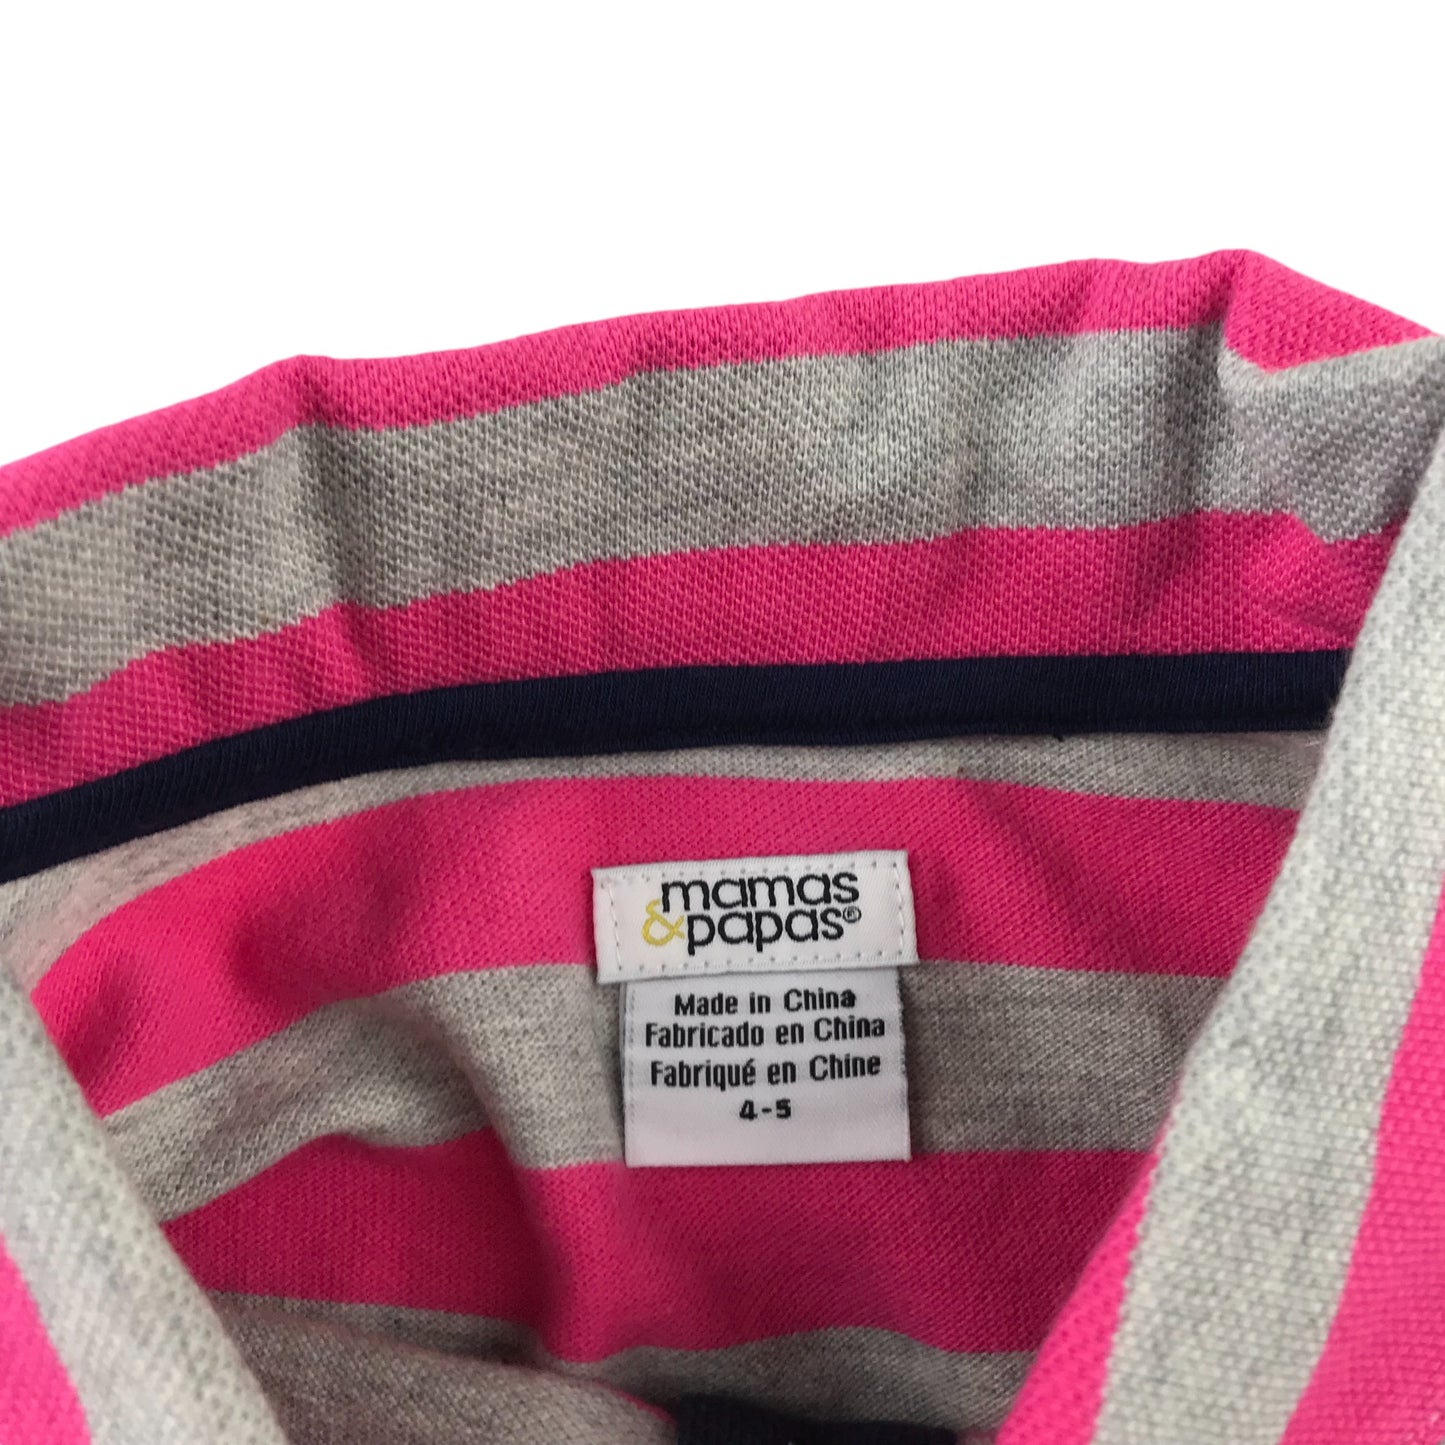 mamas
&papas®
Made in China
Fabricado en China
Fabriqué en Chine
4-5